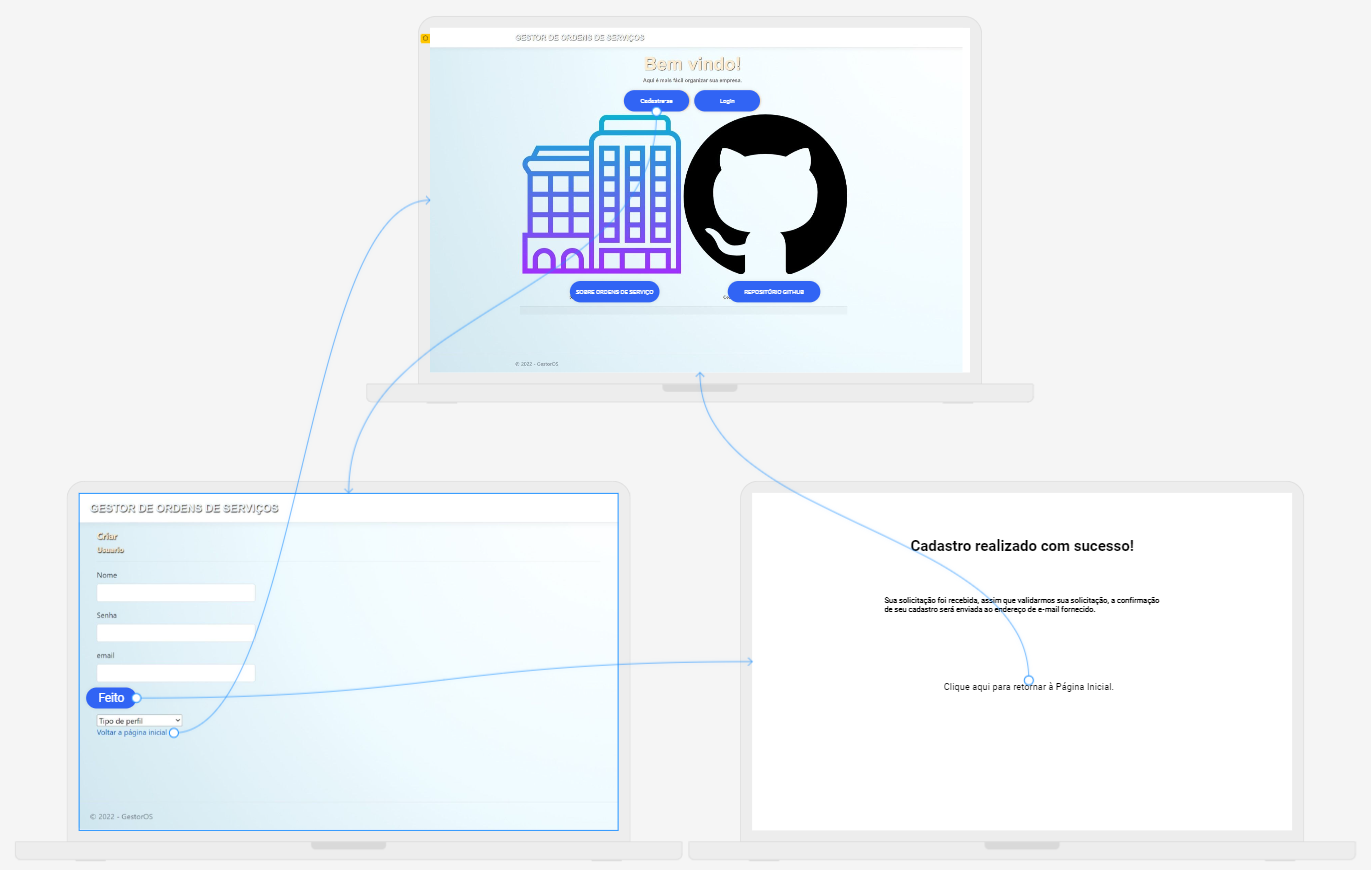 GESTOR DE ORDENS DE SERVIÇOS
Bem vindo!
Aqui é mais fácil organizar sua empresa.
Cadastre-se
Login
SOBRE ORDENS DE SERVIÇO
REPOSITÓRIO GITHUB
© 2022 - GestorOS
GESTOR DE ORDENS DE SERVIÇOS
Criar
Usuario
Nome
Senha
email
Feito
Tipo de perfil
Voltar a página inicial
© 2022 - GestorOS
Cadastro realizado com sucesso!
Sua solicitação foi recebida, assim que validarmos sua solicitação, a confirmação
de seu cadastro será enviada ao endereço de e-mail fornecido.
Clique aqui para retornar à Página Inicial.